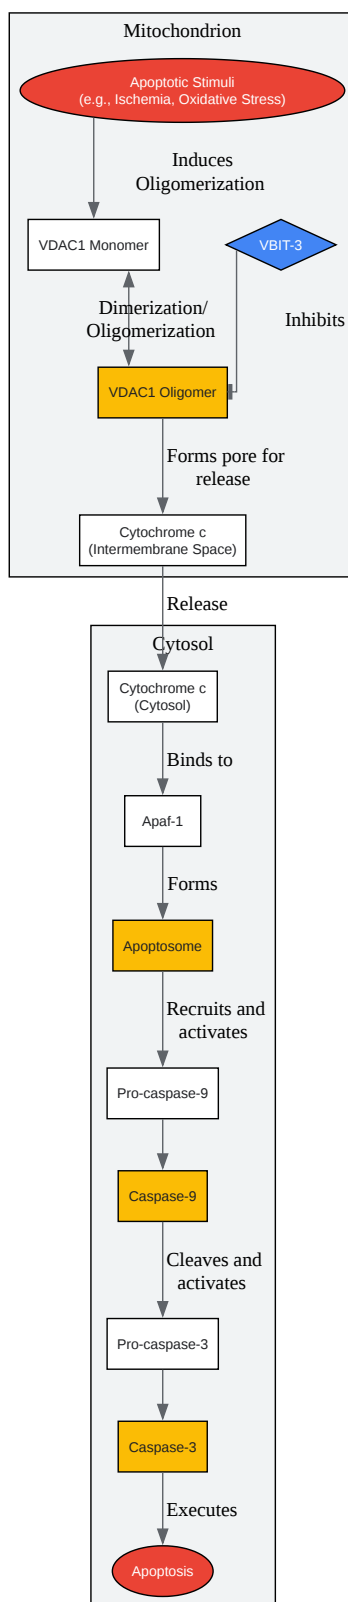 Mitochondrion
Apoptotic Stimuli
(e.g., Ischemia, Oxidative Stress)
Induces
Oligomerization
VDAC1 Monomer
VBIT-3
Dimerization/
Oligomerization
Inhibits
VDAC1 Oligomer
Forms pore for
release
Cytochrome c
(Intermembrane Space)
Release
Cytosol
Cytochrome c
(Cytosol)
Binds to
Apaf-1
Forms
Apoptosome
Recruits and
activates
Pro-caspase-9
Caspase-9
Cleaves and
activates
Pro-caspase-3
Caspase-3
Executes
Apoptosis